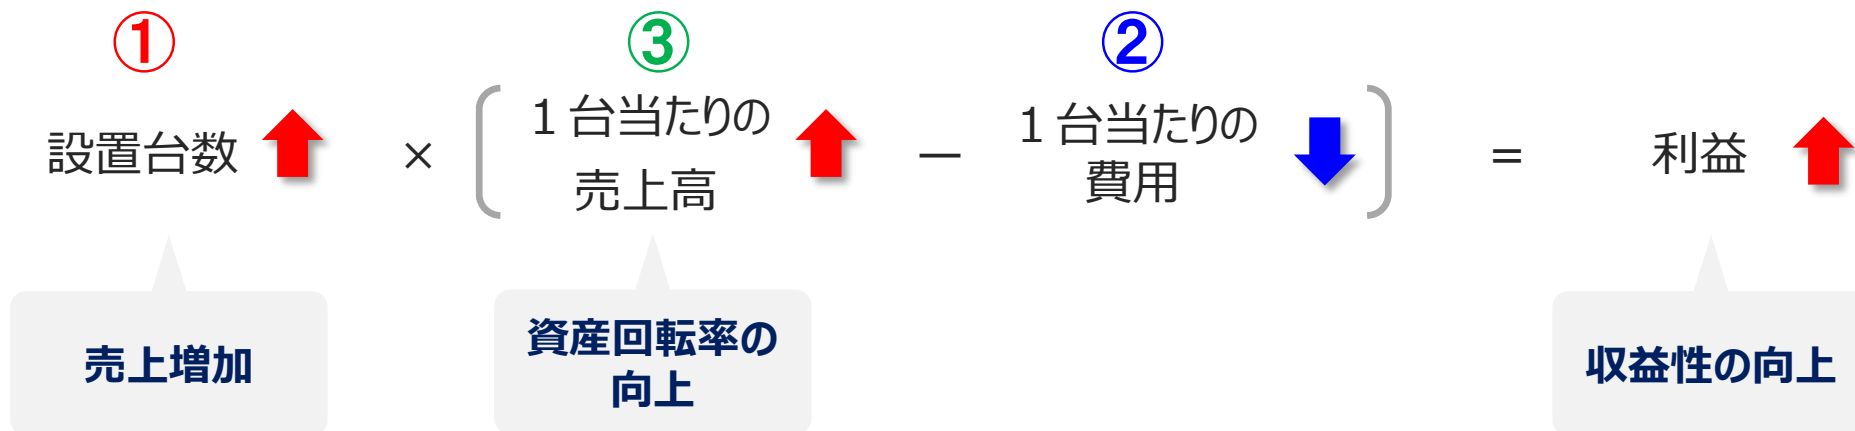 ① ③ ②
設置台数 × 1台当たりの
売上高 － 1台当たりの
費用 ＝ 利益
売上増加
資産回転率の
向上
収益性の向上